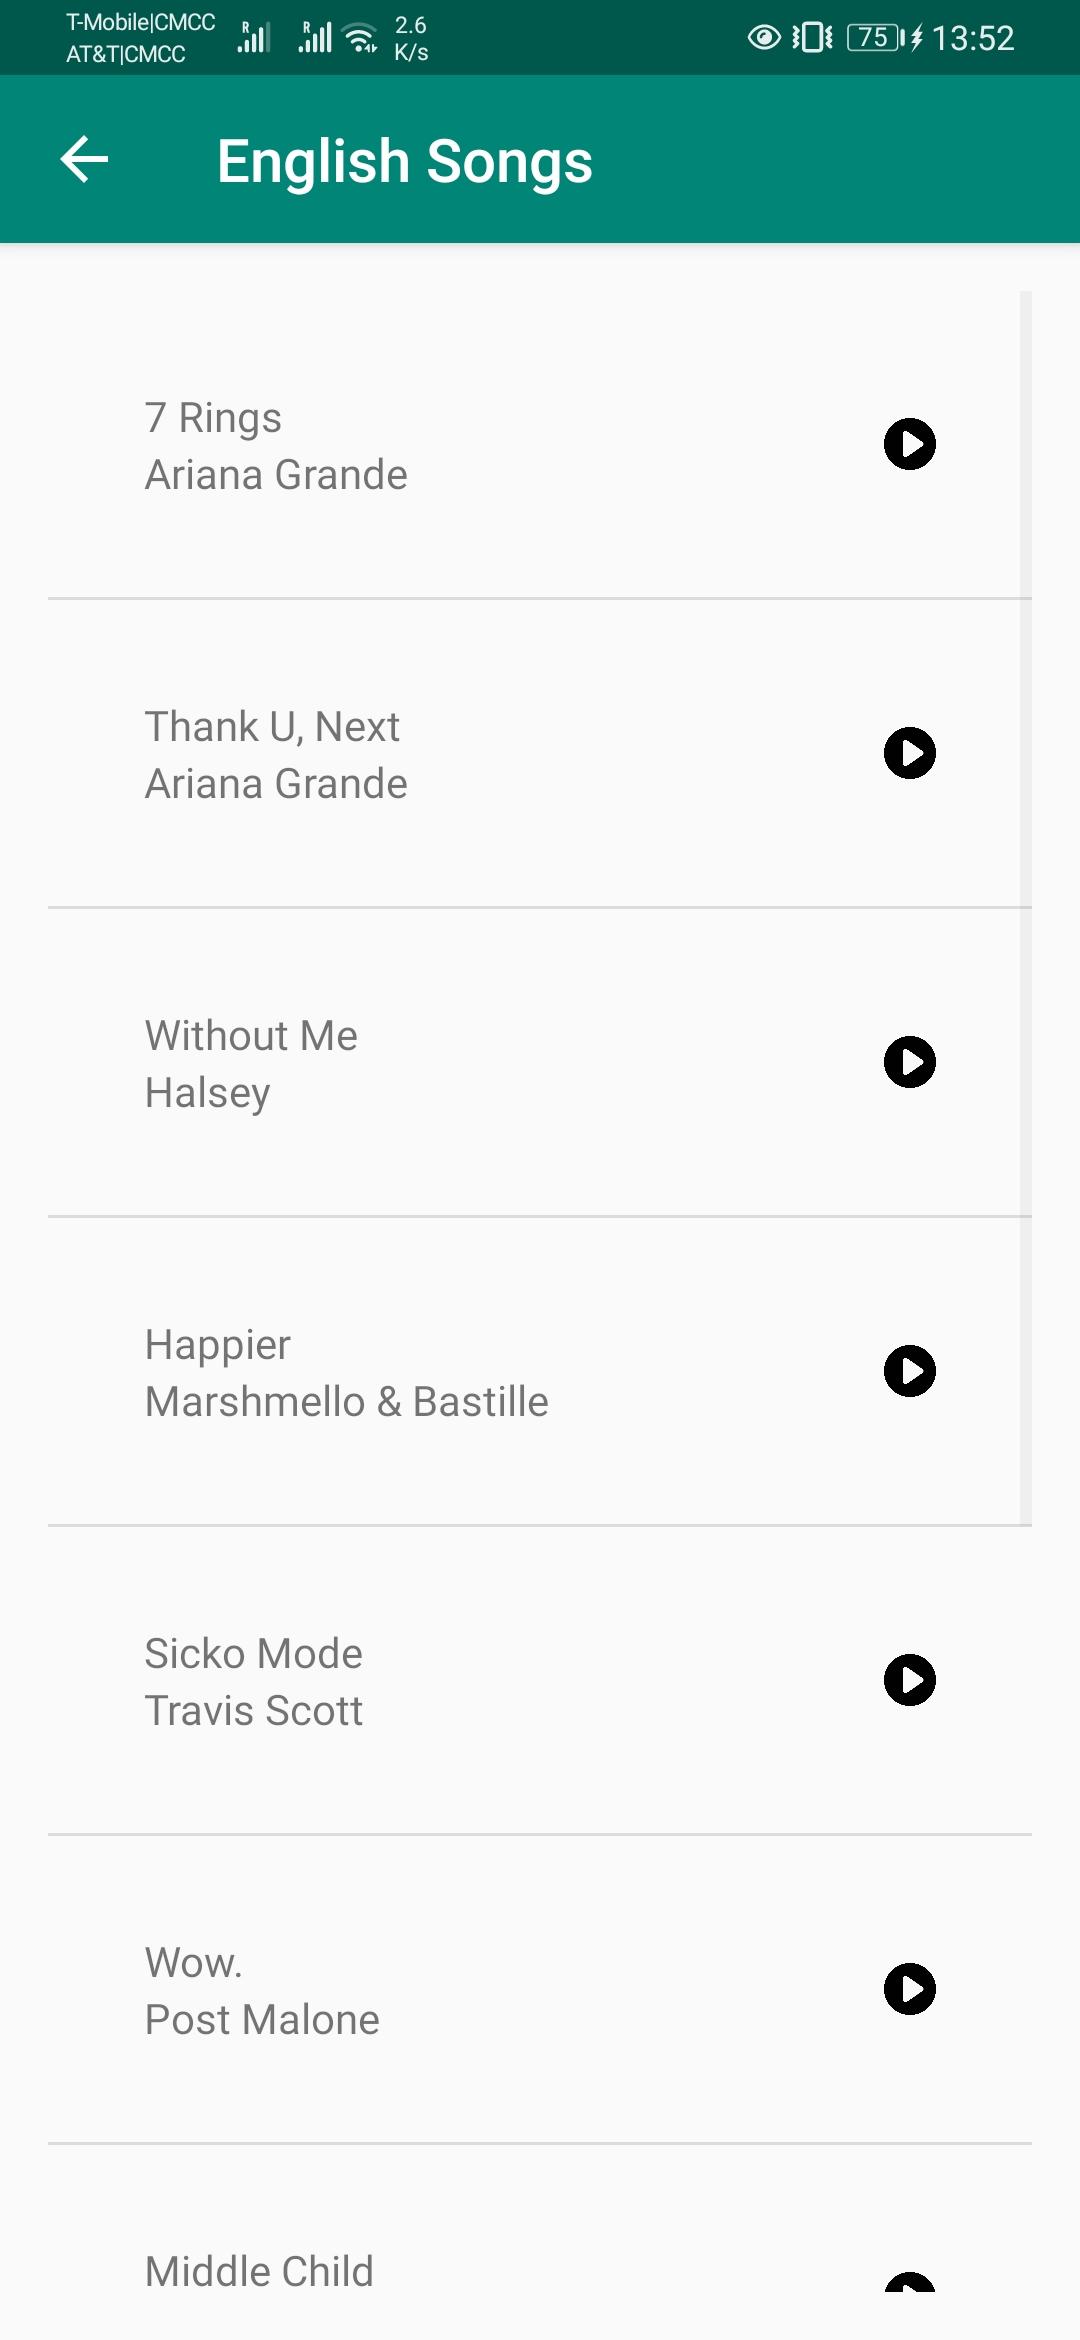 T-Mobile|CMCC
AT&T|CMCC
R
R
2.6
K/s
75
13:52
English Songs
7 Rings
Ariana Grande
Thank U, Next
Ariana Grande
Without Me
Halsey
Happier
Marshmello & Bastille
Sicko Mode
Travis Scott
Wow.
Post Malone
Middle Child